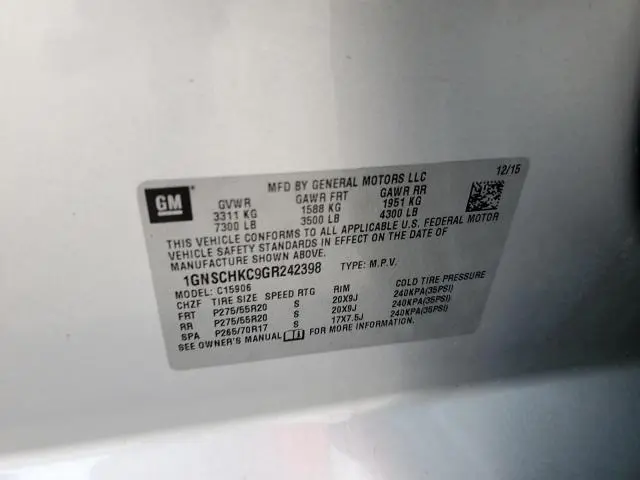 GM
MFD BY GENERAL MOTORS LLC 12/15
GVWR GAWR FRT GAWR RR
3311 KG 1588 KG 1951 KG
7300 LB 3500 LB 4300 LB
THIS VEHICLE CONFORMS TO ALL APPLICABLE U.S. FEDERAL MOTOR
VEHICLE SAFETY STANDARDS IN EFFECT ON THE DATE OF
MANUFACTURE SHOWN ABOVE.
1GNSCHKC9GR242398 TYPE: M.P.V.
MODEL: C15906
CHZF TIRE SIZE SPEED RTG RIM COLD TIRE PRESSURE
FRT P275/55R20 S 20X9J 240KPA(35PSI)
RR P275/55R20 S 20X9J 240KPA(35PSI)
SPA P265/70R17 S 17X7.5J 240KPA(35PSI)
SEE OWNER'S MANUAL FOR MORE INFORMATION.